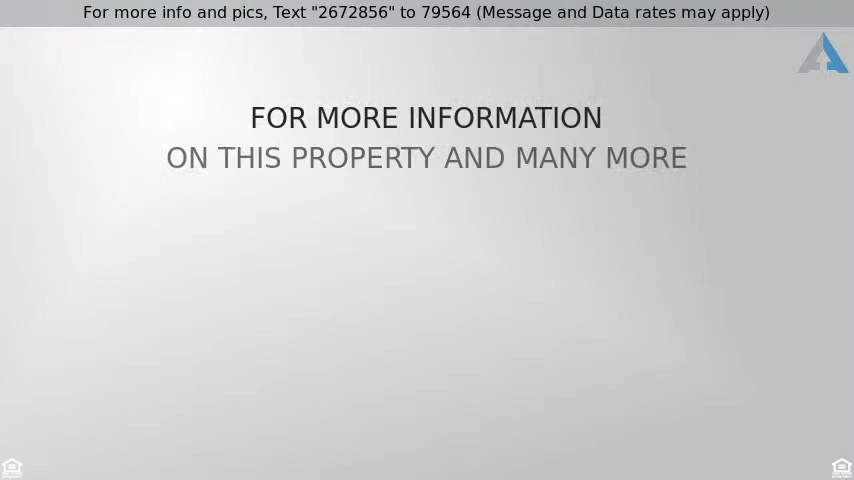 For more info and pics, Text "2672856" to 79564 (Message and Data rates may apply)
FOR MORE INFORMATION
ON THIS PROPERTY AND MANY MORE